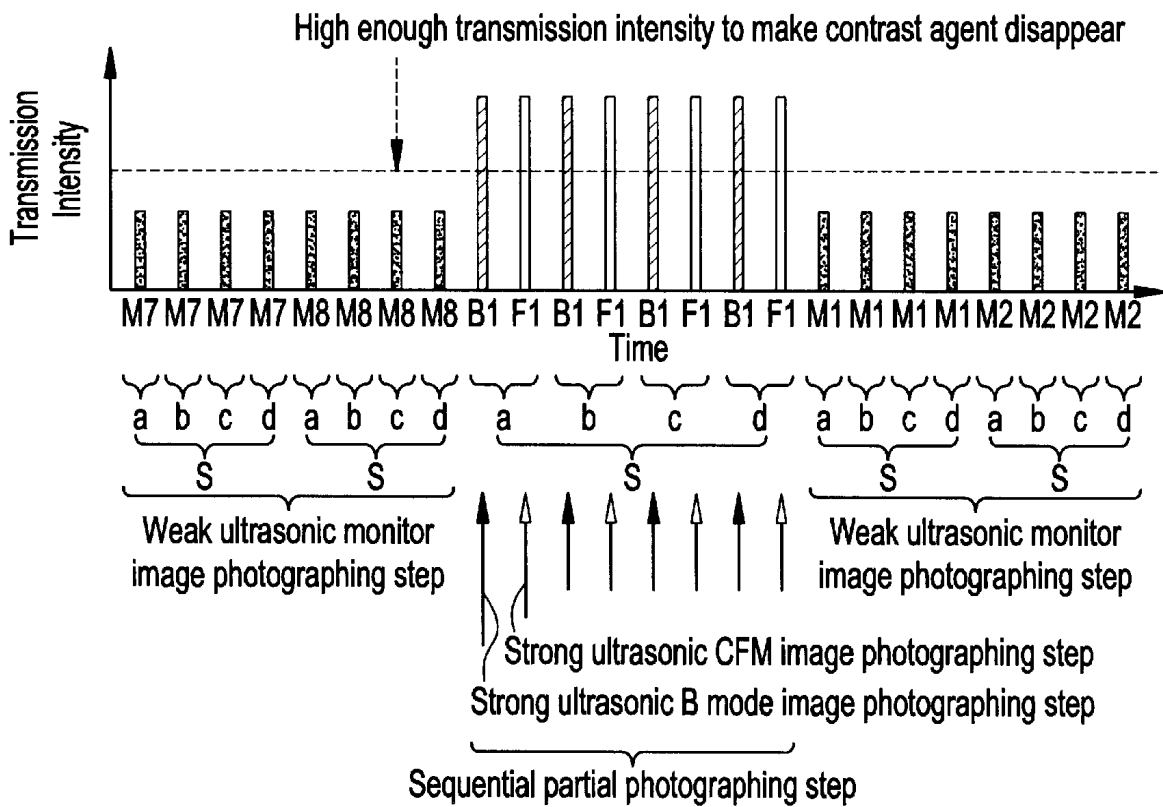 High enough transmission intensity to make contrast agent disappear
Transmission
Intensity
M7 M7 M7 M7 M8 M8 M8 M8 B1 F1 B1 F1 B1 F1 B1 F1 M1 M1 M1 M1 M2 M2 M2 M2
Time
a b c d a b c d a b c d a b c d a b c d
S S S S S
Weak ultrasonic monitor
image photographing step
Weak ultrasonic monitor
image photographing step
Strong ultrasonic CFM image photographing step
Strong ultrasonic B mode image photographing step
Sequential partial photographing step